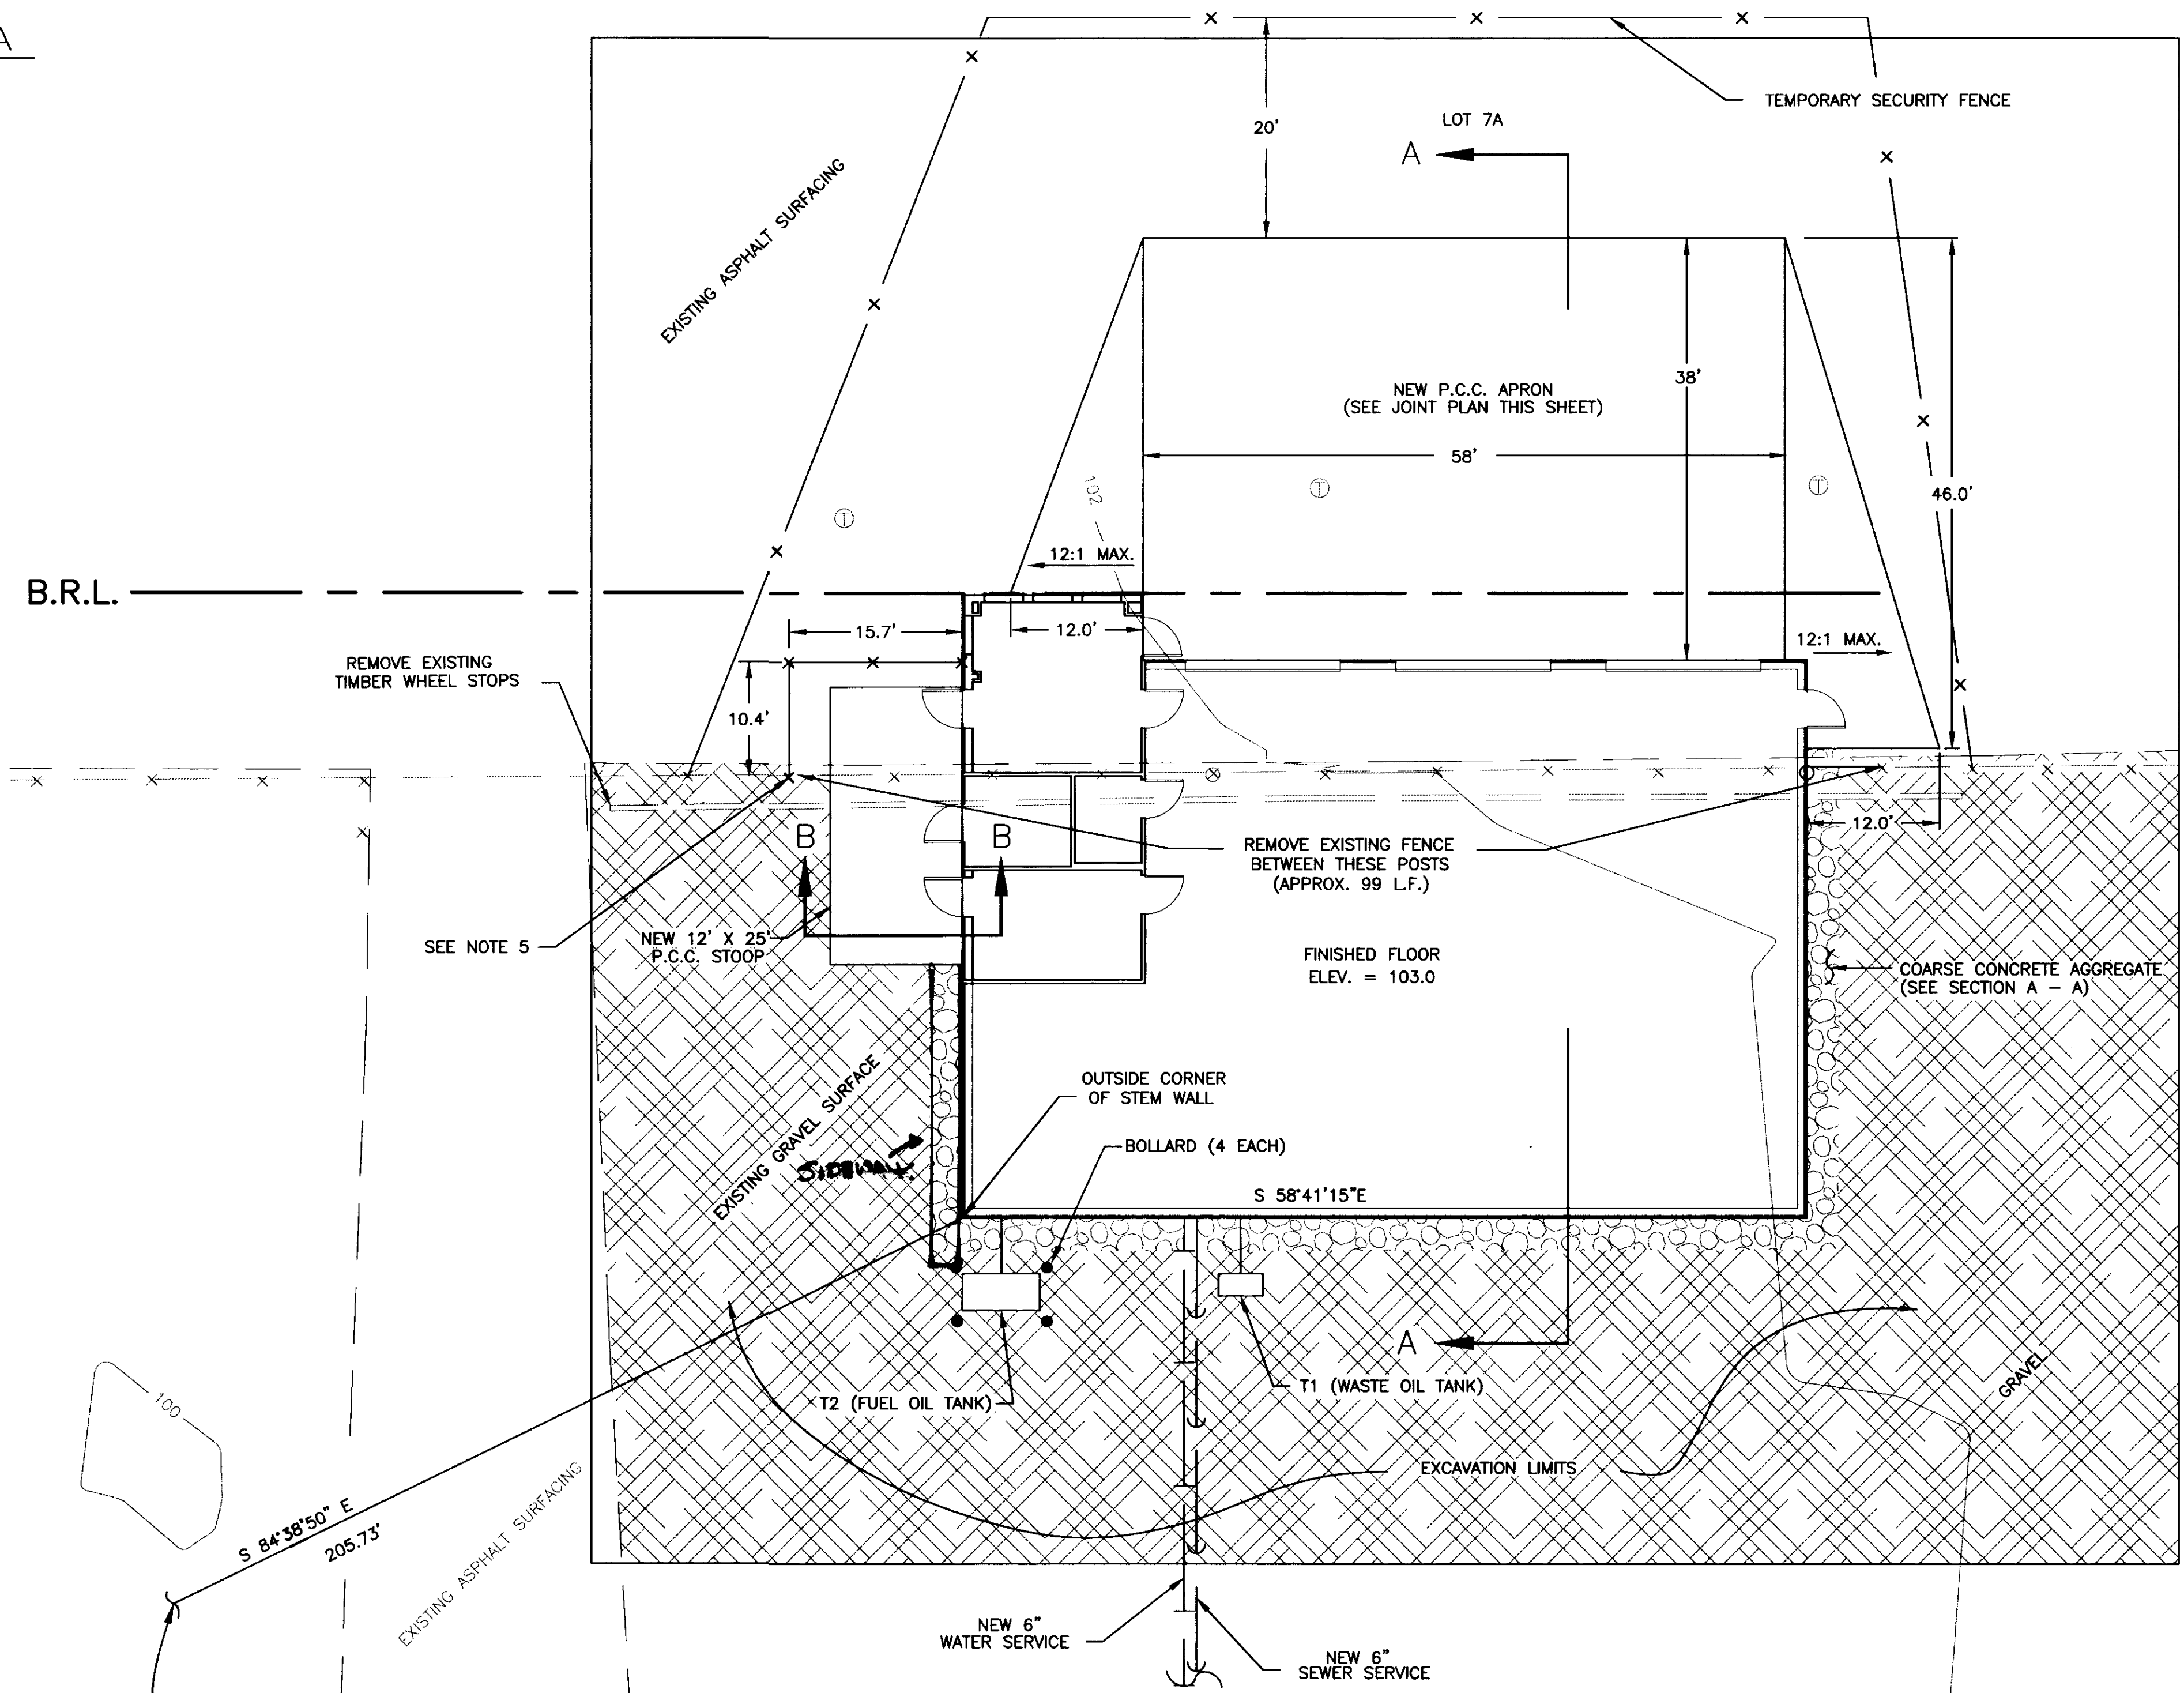 A
TEMPORARY SECURITY FENCE
20'
LOT 7A
A
EXISTING ASPHALT SURFACING
NEW P.C.C. APRON
(SEE JOINT PLAN THIS SHEET)
38'
58'
102
T
T
T
46.0'
12:1 MAX.
B.R.L.
15.7'
12.0'
12:1 MAX.
REMOVE EXISTING
TIMBER WHEEL STOPS
10.4'
12.0'
B
B
REMOVE EXISTING FENCE
BETWEEN THESE POSTS
(APPROX. 99 L.F.)
SEE NOTE 5
NEW 12' X 25'
P.C.C. STOOP
FINISHED FLOOR
ELEV. = 103.0
COARSE CONCRETE AGGREGATE
(SEE SECTION A – A)
OUTSIDE CORNER
OF STEM WALL
EXISTING GRAVEL SURFACE
SIDEWALK
BOLLARD (4 EACH)
S 58°41'15"E
A
T1 (WASTE OIL TANK)
T2 (FUEL OIL TANK)
GRAVEL
100
EXCAVATION LIMITS
S 84°38'50" E
205.73'
EXISTING ASPHALT SURFACING
NEW 6"
WATER SERVICE
NEW 6"
SEWER SERVICE